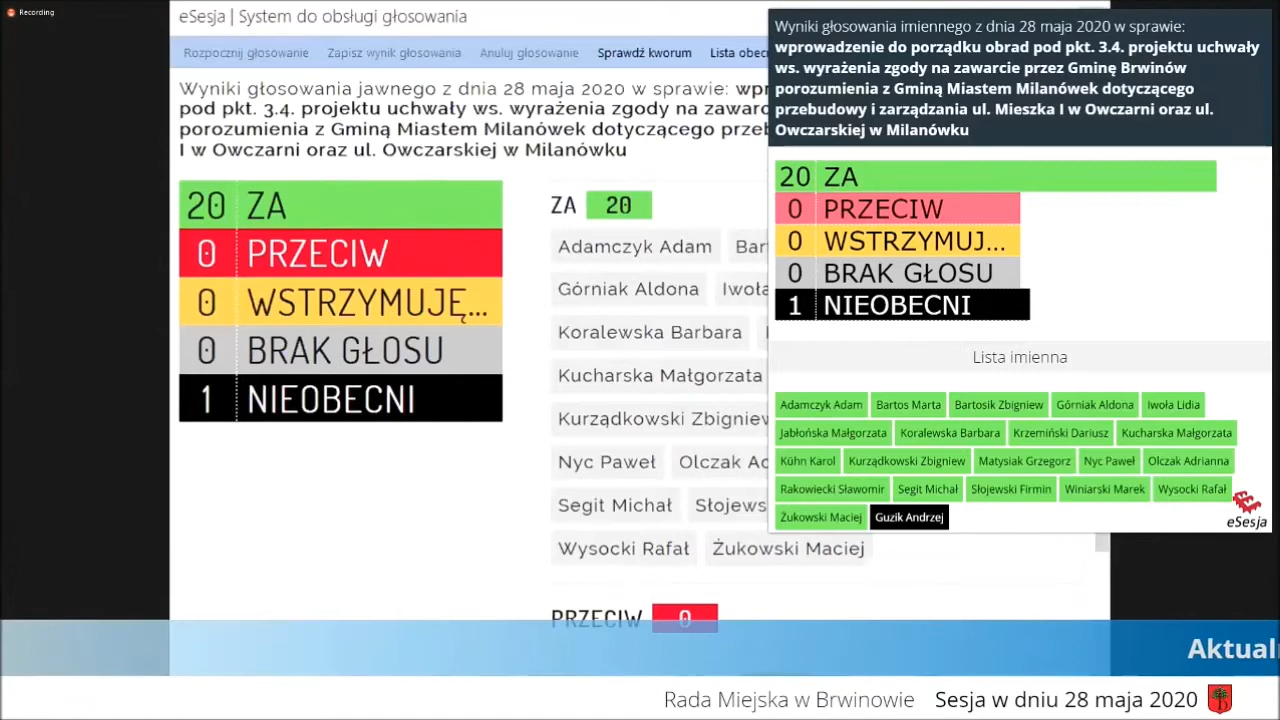 Recording
eSesja | System do obsługi głosowania
Rozpocznij głosowanie Zapisz wynik głosowania Anuluj głosowanie Sprawdź kworum Lista obec
Wyniki głosowania jawnego z dnia 28 maja 2020 w sprawie: wpr
pod pkt. 3.4. projektu uchwały ws. wyrażenia zgody na zawarc
porozumienia z Gminą Miastem Milanówek dotyczącego przeb
I w Owczarni oraz ul. Owczarskiej w Milanówku
20 ZA
0 PRZECIW
0 WSTRZYMUJĘ...
0 BRAK GŁOSU
1 NIEOBECNI
ZA 20
Adamczyk Adam Bar
Górniak Aldona Iwoła
Koralewska Barbara
Kucharska Małgorzata
Kurządkowski Zbigniew
Nyc Paweł Olczak Ad
Segit Michał Słojews
Wysocki Rafał Żukowski Maciej
PRZECIW 0
Wyniki głosowania imiennego z dnia 28 maja 2020 w sprawie:
wprowadzenie do porządku obrad pod pkt. 3.4. projektu uchwały
ws. wyrażenia zgody na zawarcie przez Gminę Brwinów
porozumienia z Gminą Miastem Milanówek dotyczącego
przebudowy i zarządzania ul. Mieszka I w Owczarni oraz ul.
Owczarskiej w Milanówku
20 ZA
0 PRZECIW
0 WSTRZYMUJ...
0 BRAK GŁOSU
1 NIEOBECNI
Lista imienna
Adamczyk Adam Bartos Marta Bartosik Zbigniew Górniak Aldona Iwoła Lidia
Jabłońska Małgorzata Koralewska Barbara Krzemiński Dariusz Kucharska Małgorzata
Kühn Karol Kurządkowski Zbigniew Matysiak Grzegorz Nyc Paweł Olczak Adrianna
Rakowiecki Sławomir Segit Michał Słojewski Firmin Winiarski Marek Wysocki Rafał
Żukowski Maciej Guzik Andrzej
eSesja
Aktual
Rada Miejska w Brwinowie Sesja w dniu 28 maja 2020